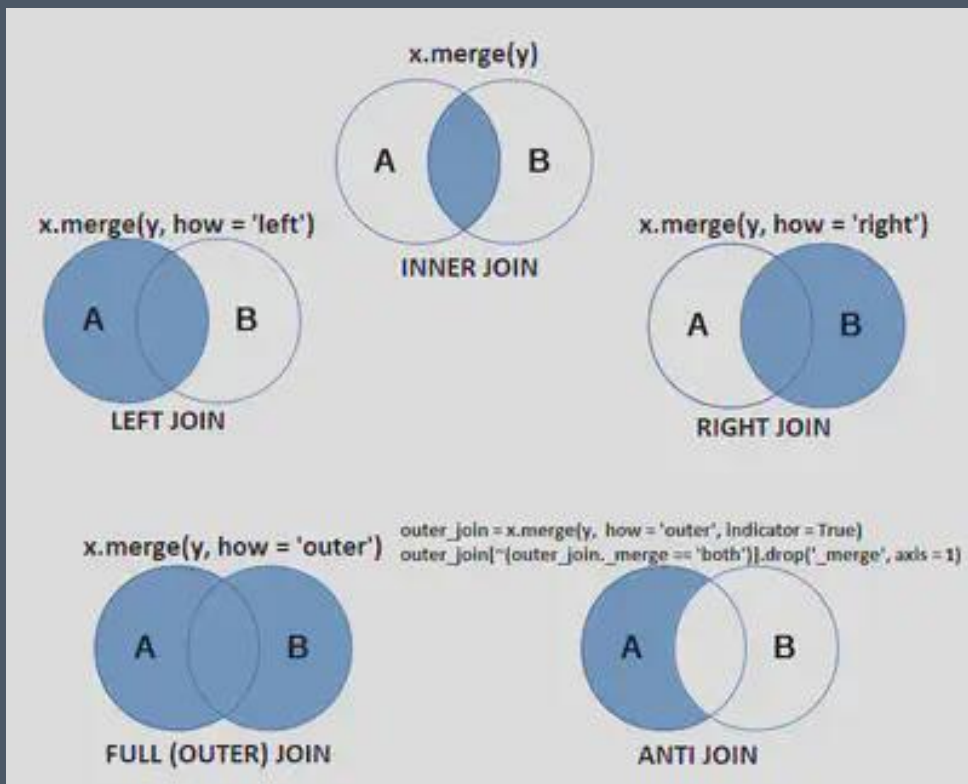 x.merge(y)
A
B
INNER JOIN
x.merge(y, how = 'left')
A
B
LEFT JOIN
x.merge(y, how = 'right')
A
B
RIGHT JOIN
x.merge(y, how = 'outer')
A
B
FULL (OUTER) JOIN
outer_join = x.merge(y, how = 'outer', indicator = True)
outer_join[~(outer_join._merge == 'both')].drop('_merge', axis = 1)
A
B
ANTI JOIN